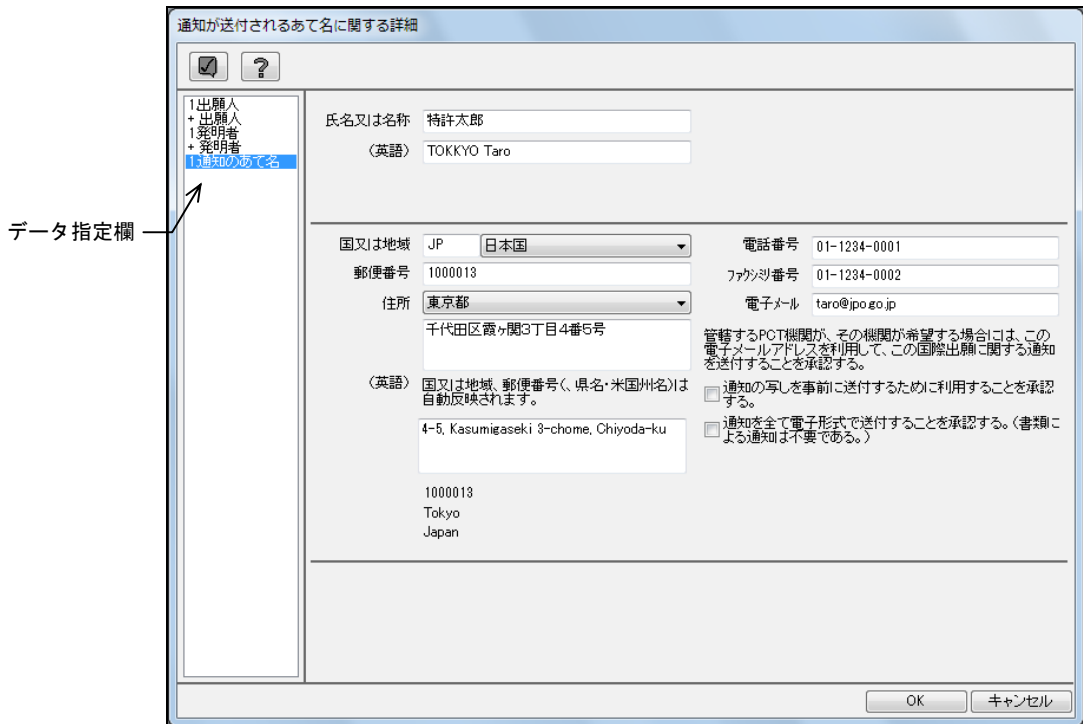 通知が送付されるあて名に関する詳細
1出願人
+ 出願人
1発明者
+ 発明者
1通知のあて名
データ指定欄
氏名又は名称 特許太郎
（英語） TOKKYO Taro
国又は地域 JP 日本国
郵便番号 1000013
住所 東京都
千代田区霞ヶ関3丁目4番5号
（英語） 国又は地域、郵便番号(、県名・米国州名)は
自動反映されます。
4-5, Kasumigaseki 3-chome, Chiyoda-ku
1000013
Tokyo
Japan
電話番号 01-1234-0001
ファクシミリ番号 01-1234-0002
電子メール taro@jpo.go.jp
管轄するPCT機関が、その機関が希望する場合には、この
電子メールアドレスを利用して、この国際出願に関する通知
を送付することを承認する。
通知の写しを事前に送付するために利用することを承認
する。
通知を全て電子形式で送付することを承認する。（書類に
よる通知は不要である。）
OK キャンセル